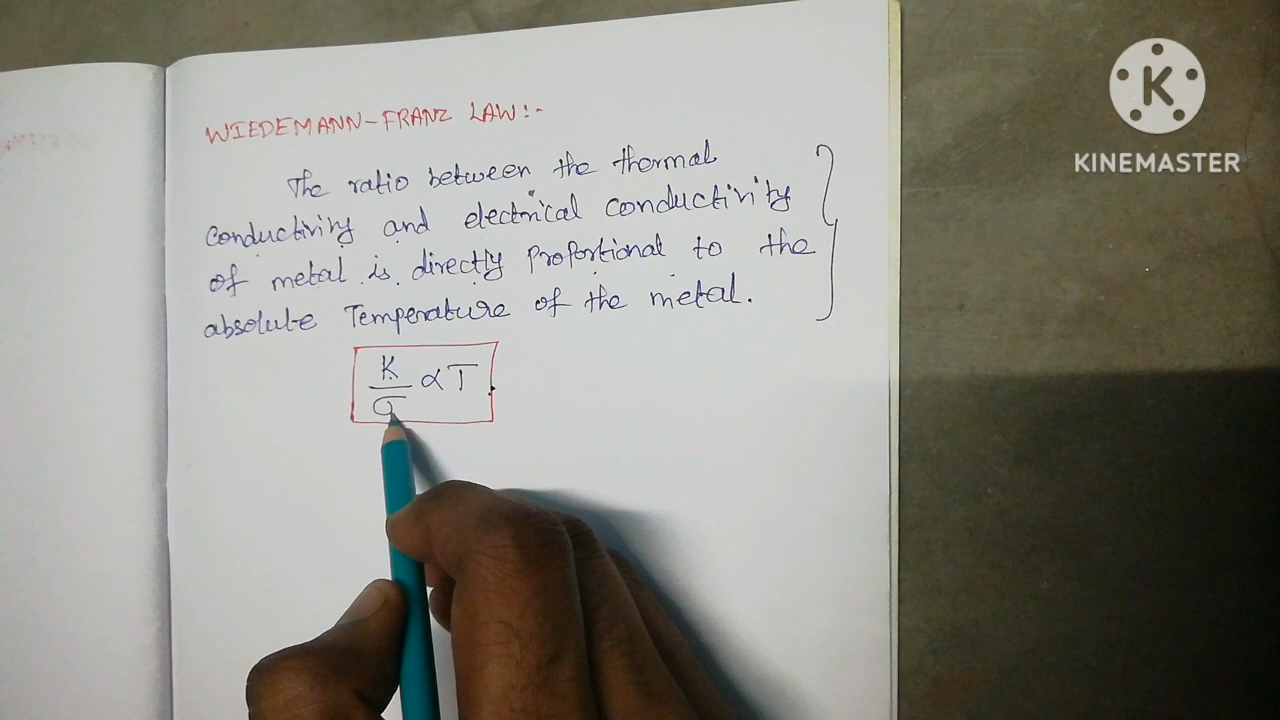 WIEDEMANN-FRANZ LAW:-
The ratio between the thermal
conductivity and electrical conductivity
of metal is directly proportional to the
absolute Temperature of the metal.
K/σ ∝ T
K
KINEMASTER